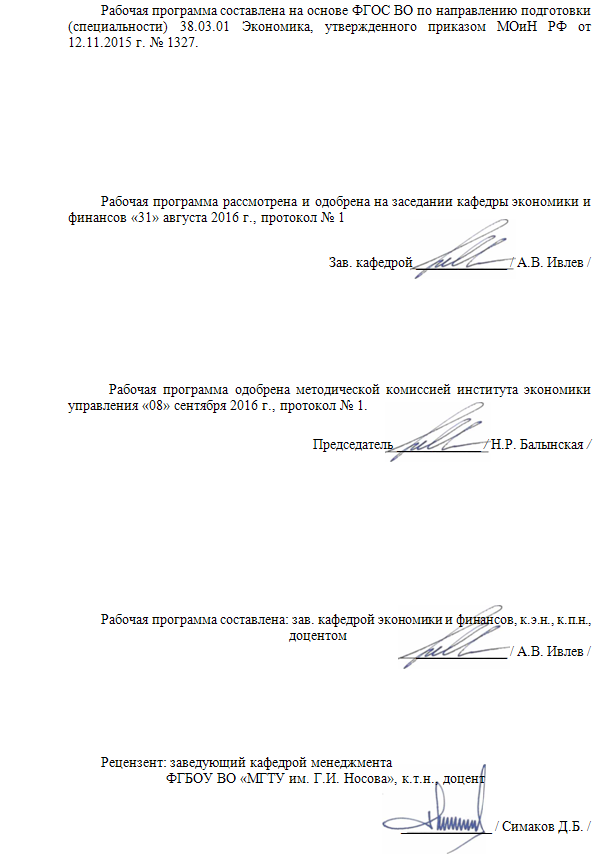 Рабочая программа составлена на основе ФГОС ВО по направлению подготовки
(специальности) 38.03.01 Экономика, утвержденного приказом МОиН РФ от
12.11.2015 г. № 1327.
Рабочая программа рассмотрена и одобрена на заседании кафедры экономики и
финансов «31» августа 2016 г., протокол № 1
Зав. кафедрой ______________/ А.В. Ивлев /
Рабочая программа одобрена методической комиссией института экономики
управления «08» сентября 2016 г., протокол № 1.
Председатель _____________ / Н.Р. Балынская /
Рабочая программа составлена: зав. кафедрой экономики и финансов, к.э.н., к.п.н.,
доцентом
________________ / А.В. Ивлев /
Рецензент: заведующий кафедрой менеджмента
ФГБОУ ВО «МГТУ им. Г.И. Носова», к.т.н., доцент
______________ / Симаков Д.Б. /